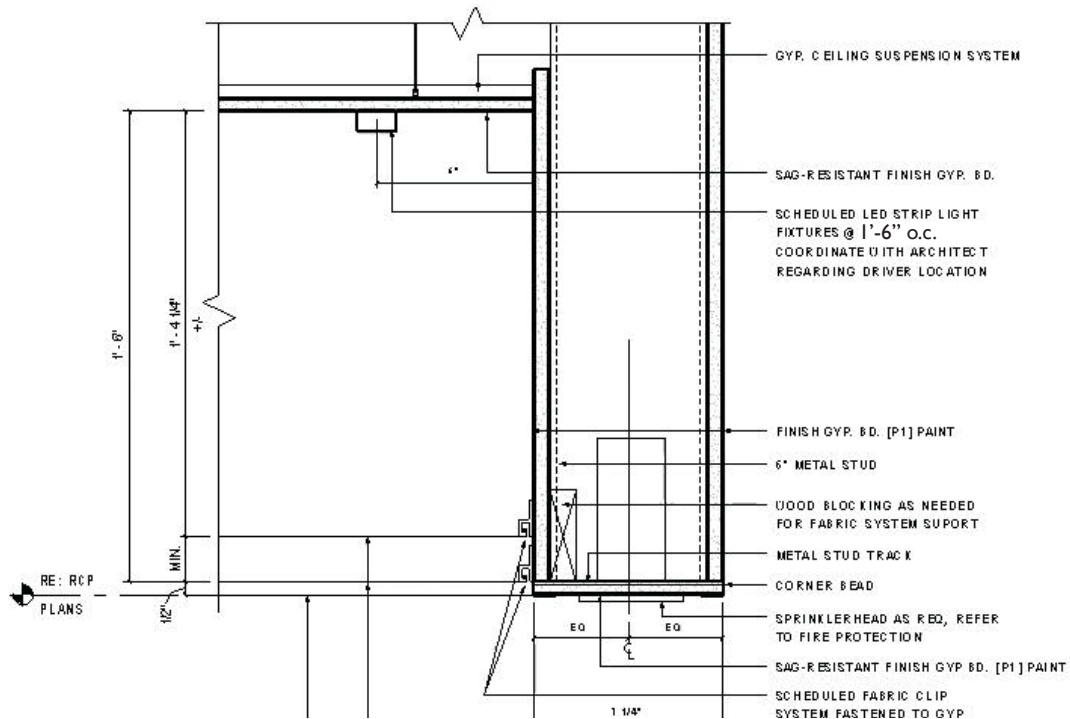 GYP. CEILING SUSPENSION SYSTEM
6"
SAG-RESISTANT FINISH GYP. BD.
SCHEDULED LED STRIP LIGHT
FIXTURES @ 1'-6" o.c.
COORDINATE WITH ARCHITECT
REGARDING DRIVER LOCATION
1' - 6"
1' - 4 1/4"
+/-
FINISH GYP. BD. [P1] PAINT
6" METAL STUD
WOOD BLOCKING AS NEEDED
FOR FABRIC SYSTEM SUPORT
MIN.
METAL STUD TRACK
RE: RCP
PLANS
1/2"
CORNER BEAD
SPRINKLERHEAD AS REQ, REFER
TO FIRE PROTECTION
EQ EQ
CL
SAG-RESISTANT FINISH GYP BD. [P1] PAINT
SCHEDULED FABRIC CLIP
SYSTEM FASTENED TO GYP
1 1/4"